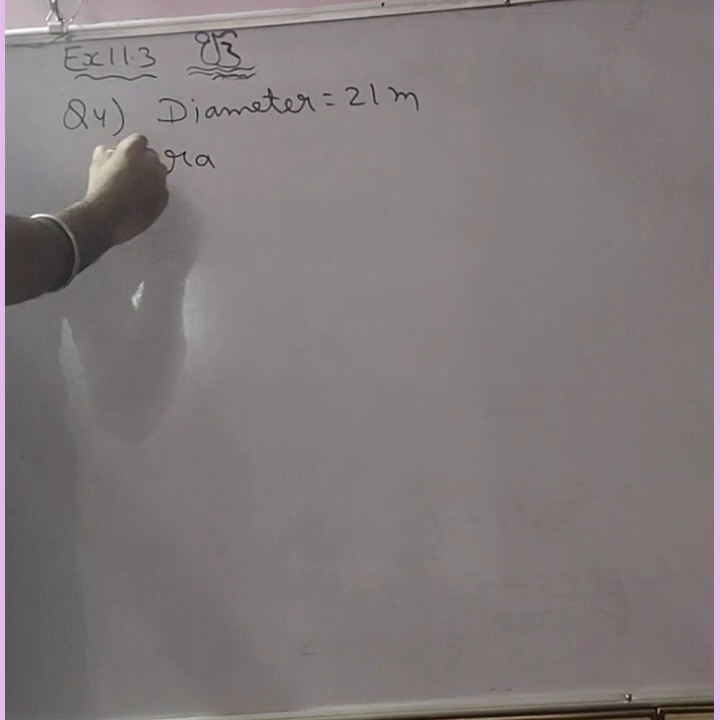 Ex 11.3
Q4) Diameter = 21 m
ra